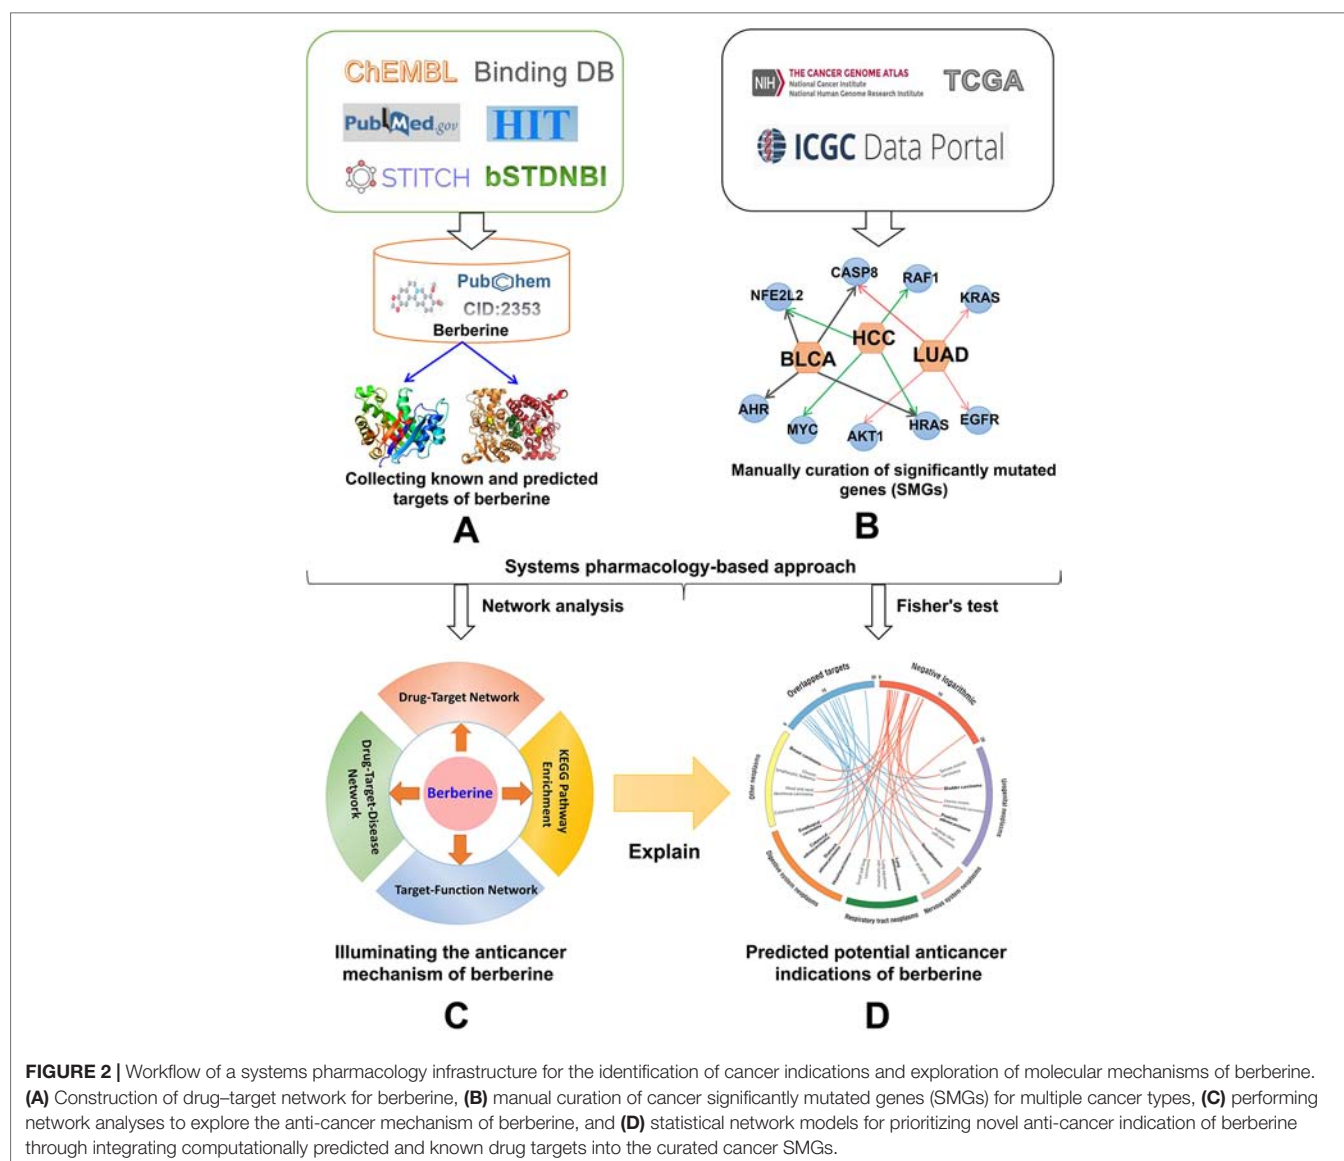 ChEMBL Binding DB
PubMed.gov HIT
STITCH bSTDNBI
PubChem
CID:2353
Berberine
Collecting known and predicted
targets of berberine
A
NIH THE CANCER GENOME ATLAS
National Cancer Institute
National Human Genome Research Institute
TCGA
ICGC Data Portal
CASP8
RAF1
NFE2L2
KRAS
HCC
BLCA
LUAD
AHR
MYC
AKT1
HRAS
EGFR
Manually curation of significantly mutated
genes (SMGs)
B
Systems pharmacology-based approach
Network analysis
Fisher's test
Drug-Target Network
Drug-Target-Disease
Network
Berberine
KEGG Pathway
Enrichment
Target-Function Network
Explain
Illuminating the anticancer
mechanism of berberine
C
Overlapped targets
Negative logarithmic
Other neoplasms
Urogenital neoplasms
Digestive system neoplasms
Respiratory tract neoplasms
Nervous system neoplasms
Predicted potential anticancer
indications of berberine
D
FIGURE 2 | Workflow of a systems pharmacology infrastructure for the identification of cancer indications and exploration of molecular mechanisms of berberine.
(A) Construction of drug–target network for berberine, (B) manual curation of cancer significantly mutated genes (SMGs) for multiple cancer types, (C) performing
network analyses to explore the anti-cancer mechanism of berberine, and (D) statistical network models for prioritizing novel anti-cancer indication of berberine
through integrating computationally predicted and known drug targets into the curated cancer SMGs.